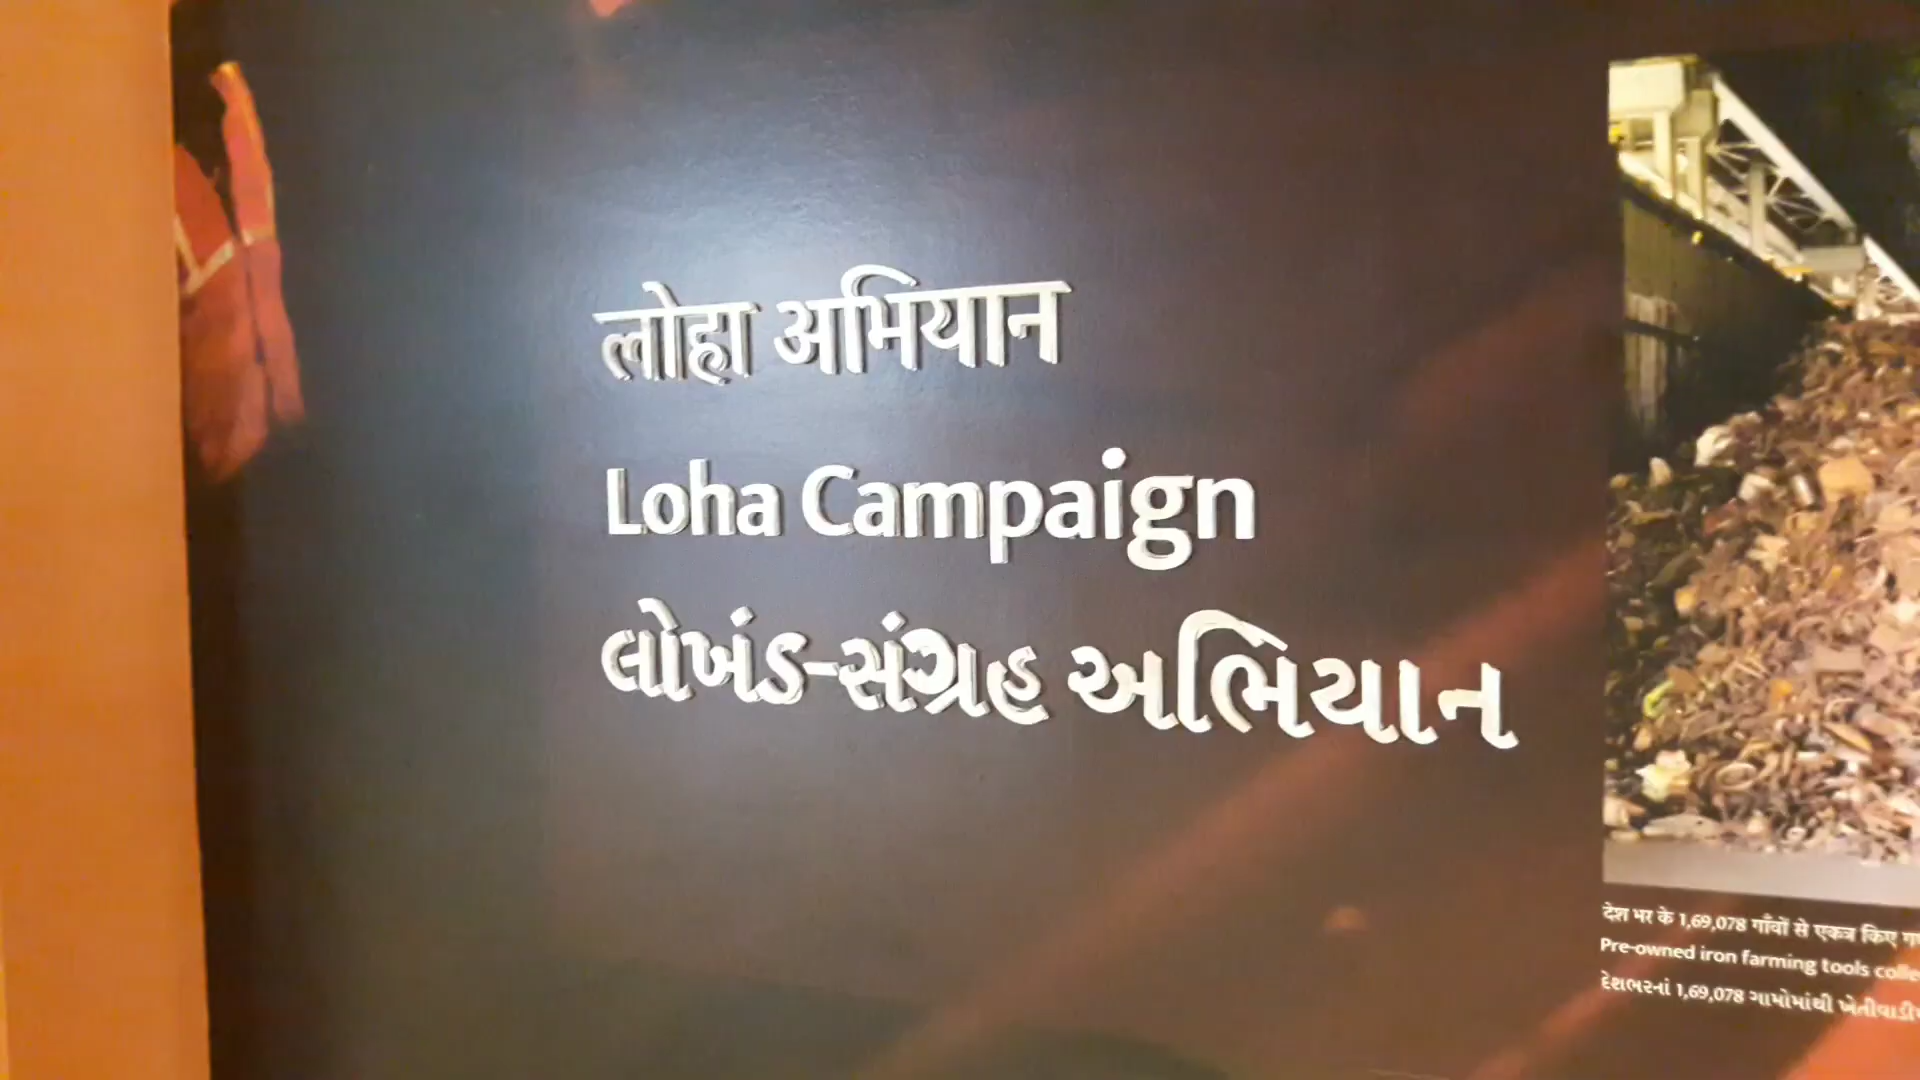 लोहा अभियान
Loha Campaign
લોખંડ-સંગ્રહ અભિયાન
देश भर के 1,69,078 गाँवों से एकत्र किए
Pre-owned iron farming tools
દેશભરનાં 1,69,078 ગામોમાંથી